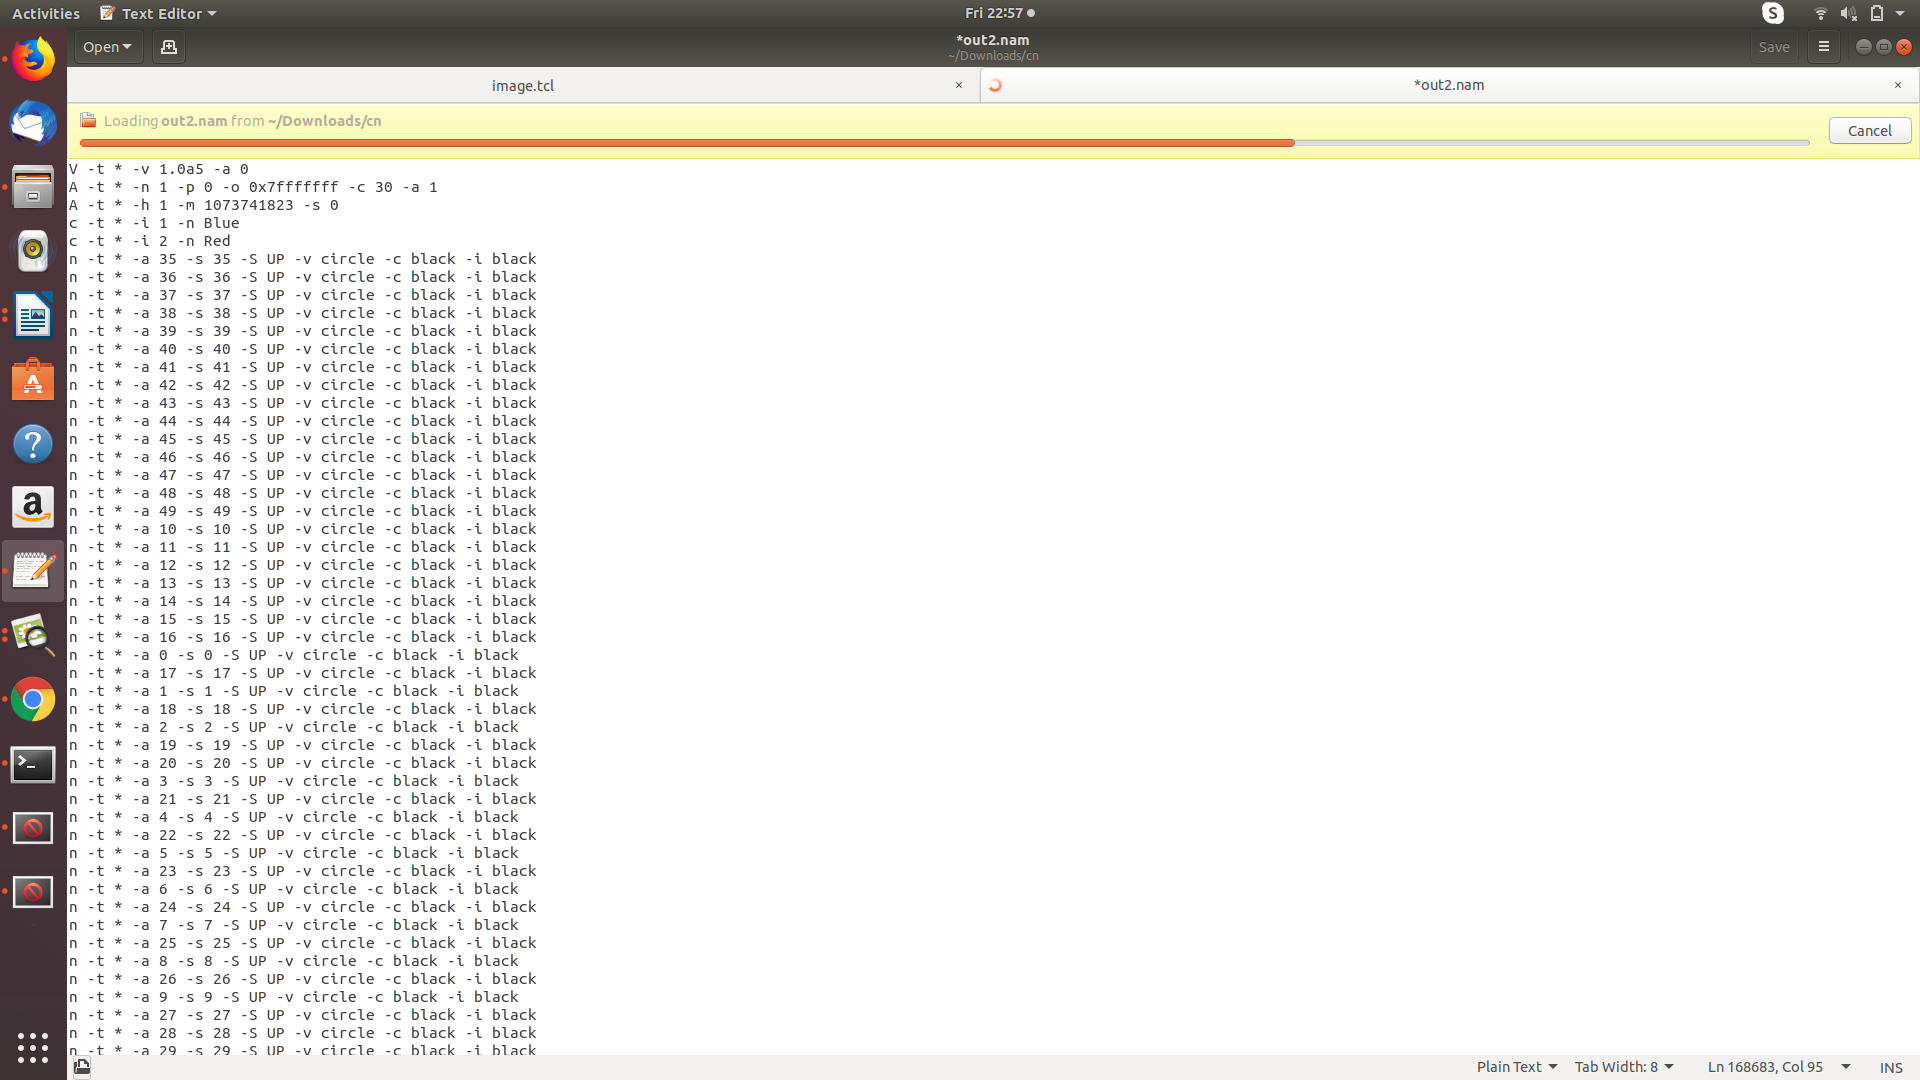 Activities Text Editor Fri 22:57
Open *out2.nam Save
~/Downloads/cn
image.tcl × *out2.nam ×
Loading out2.nam from ~/Downloads/cn
Cancel
V -t * -v 1.0a5 -a 0
A -t * -n 1 -p 0 -o 0x7fffffff -c 30 -a 1
A -t * -h 1 -m 1073741823 -s 0
c -t * -i 1 -n Blue
c -t * -i 2 -n Red
n -t * -a 35 -s 35 -S UP -v circle -c black -i black
n -t * -a 36 -s 36 -S UP -v circle -c black -i black
n -t * -a 37 -s 37 -S UP -v circle -c black -i black
n -t * -a 38 -s 38 -S UP -v circle -c black -i black
n -t * -a 39 -s 39 -S UP -v circle -c black -i black
n -t * -a 40 -s 40 -S UP -v circle -c black -i black
n -t * -a 41 -s 41 -S UP -v circle -c black -i black
n -t * -a 42 -s 42 -S UP -v circle -c black -i black
n -t * -a 43 -s 43 -S UP -v circle -c black -i black
n -t * -a 44 -s 44 -S UP -v circle -c black -i black
n -t * -a 45 -s 45 -S UP -v circle -c black -i black
n -t * -a 46 -s 46 -S UP -v circle -c black -i black
n -t * -a 47 -s 47 -S UP -v circle -c black -i black
n -t * -a 48 -s 48 -S UP -v circle -c black -i black
n -t * -a 49 -s 49 -S UP -v circle -c black -i black
n -t * -a 10 -s 10 -S UP -v circle -c black -i black
n -t * -a 11 -s 11 -S UP -v circle -c black -i black
n -t * -a 12 -s 12 -S UP -v circle -c black -i black
n -t * -a 13 -s 13 -S UP -v circle -c black -i black
n -t * -a 14 -s 14 -S UP -v circle -c black -i black
n -t * -a 15 -s 15 -S UP -v circle -c black -i black
n -t * -a 16 -s 16 -S UP -v circle -c black -i black
n -t * -a 0 -s 0 -S UP -v circle -c black -i black
n -t * -a 17 -s 17 -S UP -v circle -c black -i black
n -t * -a 1 -s 1 -S UP -v circle -c black -i black
n -t * -a 18 -s 18 -S UP -v circle -c black -i black
n -t * -a 2 -s 2 -S UP -v circle -c black -i black
n -t * -a 19 -s 19 -S UP -v circle -c black -i black
n -t * -a 20 -s 20 -S UP -v circle -c black -i black
n -t * -a 3 -s 3 -S UP -v circle -c black -i black
n -t * -a 21 -s 21 -S UP -v circle -c black -i black
n -t * -a 4 -s 4 -S UP -v circle -c black -i black
n -t * -a 22 -s 22 -S UP -v circle -c black -i black
n -t * -a 5 -s 5 -S UP -v circle -c black -i black
n -t * -a 23 -s 23 -S UP -v circle -c black -i black
n -t * -a 6 -s 6 -S UP -v circle -c black -i black
n -t * -a 24 -s 24 -S UP -v circle -c black -i black
n -t * -a 7 -s 7 -S UP -v circle -c black -i black
n -t * -a 25 -s 25 -S UP -v circle -c black -i black
n -t * -a 8 -s 8 -S UP -v circle -c black -i black
n -t * -a 26 -s 26 -S UP -v circle -c black -i black
n -t * -a 9 -s 9 -S UP -v circle -c black -i black
n -t * -a 27 -s 27 -S UP -v circle -c black -i black
n -t * -a 28 -s 28 -S UP -v circle -c black -i black
n -t * -a 29 -s 29 -S UP -v circle -c black -i black
Plain Text Tab Width: 8 Ln 168683, Col 95 INS